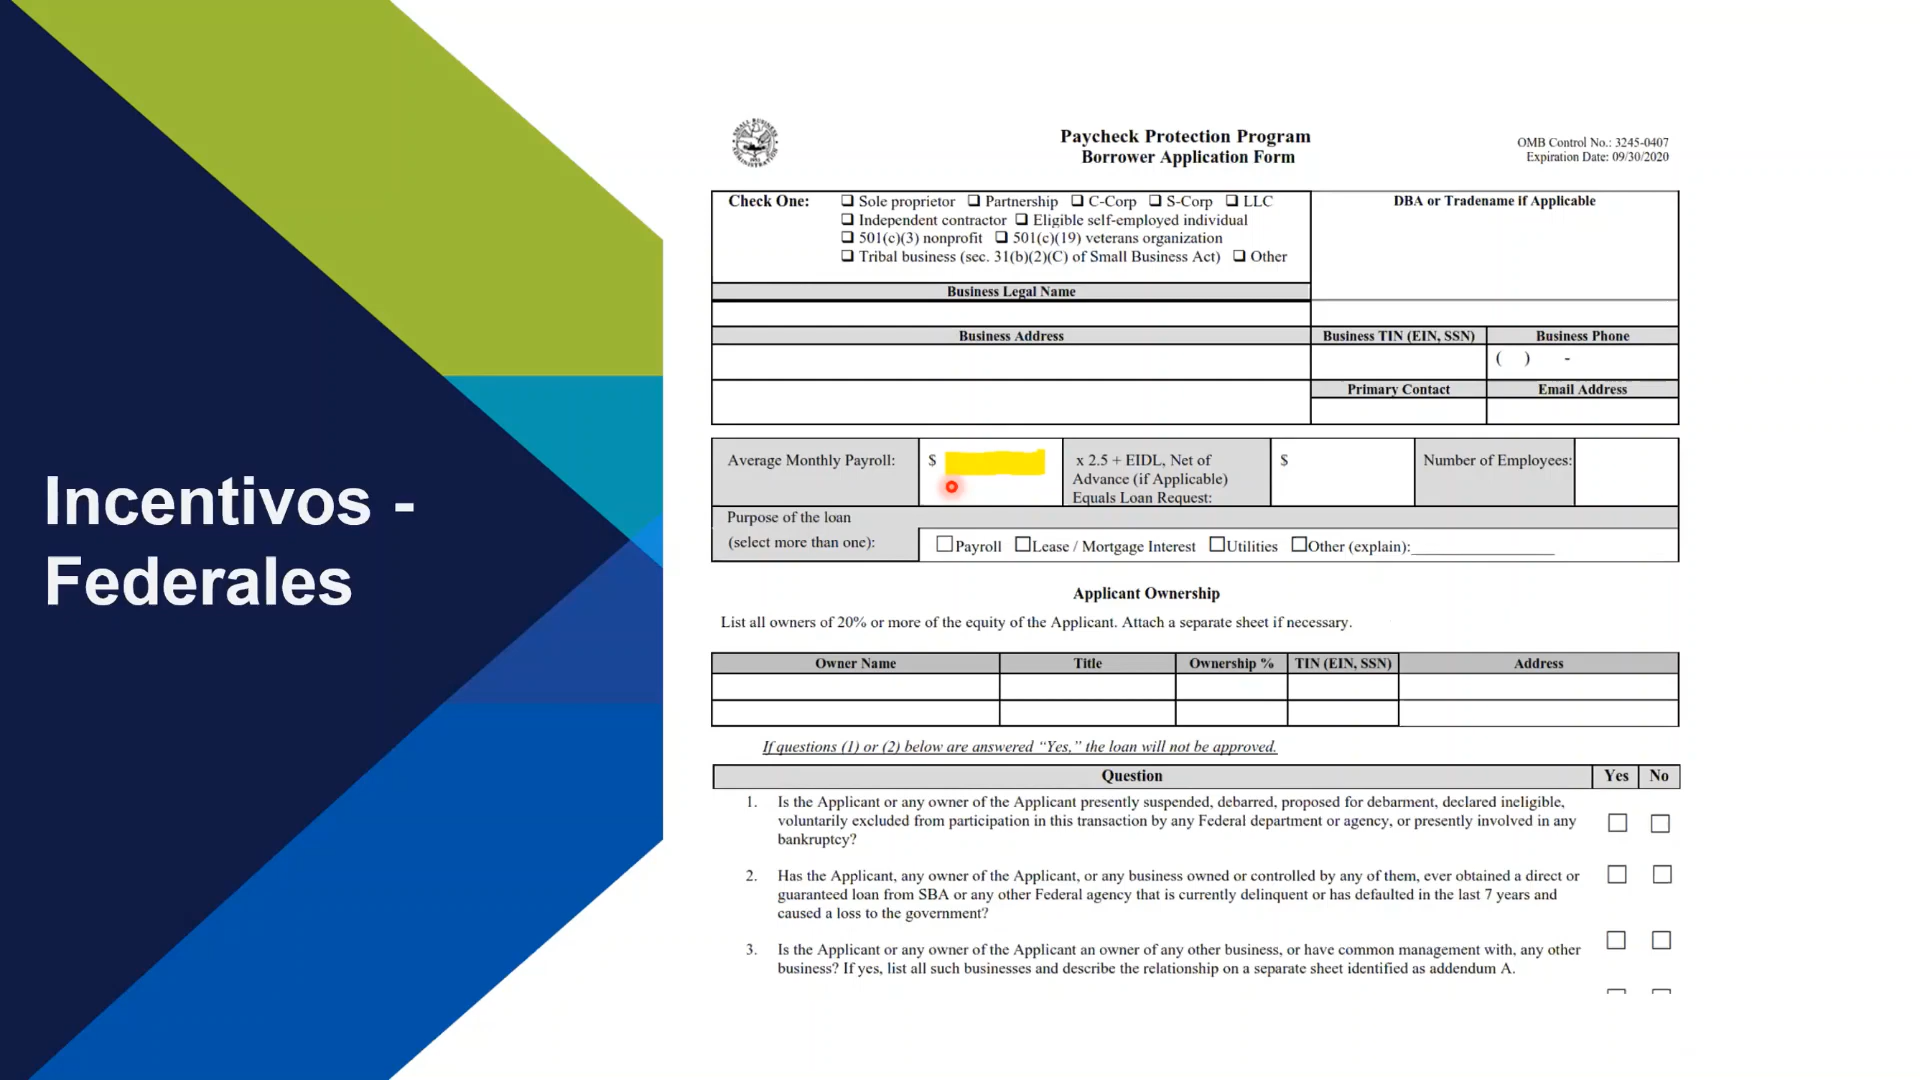 Incentivos -
Federales
Paycheck Protection Program
Borrower Application Form
OMB Control No.: 3245-0407
Expiration Date: 09/30/2020
Check One: ❑ Sole proprietor ❑ Partnership ❑ C-Corp ❑ S-Corp ❑ LLC
❑ Independent contractor ❑ Eligible self-employed individual
❑ 501(c)(3) nonprofit ❑ 501(c)(19) veterans organization
❑ Tribal business (sec. 31(b)(2)(C) of Small Business Act) ❑ Other
DBA or Tradename if Applicable
Business Legal Name
Business Address
Business TIN (EIN, SSN)
Business Phone
( ) -
Primary Contact
Email Address
Average Monthly Payroll:
$
x 2.5 + EIDL, Net of
Advance (if Applicable)
Equals Loan Request:
$
Number of Employees:
Purpose of the loan
(select more than one):
☐Payroll ☐Lease / Mortgage Interest ☐Utilities ☐Other (explain):___________________
Applicant Ownership
List all owners of 20% or more of the equity of the Applicant. Attach a separate sheet if necessary.
Owner Name
Title
Ownership %
TIN (EIN, SSN)
Address
If questions (1) or (2) below are answered “Yes,” the loan will not be approved.
Question
Yes
No
1. Is the Applicant or any owner of the Applicant presently suspended, debarred, proposed for debarment, declared ineligible,
voluntarily excluded from participation in this transaction by any Federal department or agency, or presently involved in any
bankruptcy?
2. Has the Applicant, any owner of the Applicant, or any business owned or controlled by any of them, ever obtained a direct or
guaranteed loan from SBA or any other Federal agency that is currently delinquent or has defaulted in the last 7 years and
caused a loss to the government?
3. Is the Applicant or any owner of the Applicant an owner of any other business, or have common management with, any other
business? If yes, list all such businesses and describe the relationship on a separate sheet identified as addendum A.